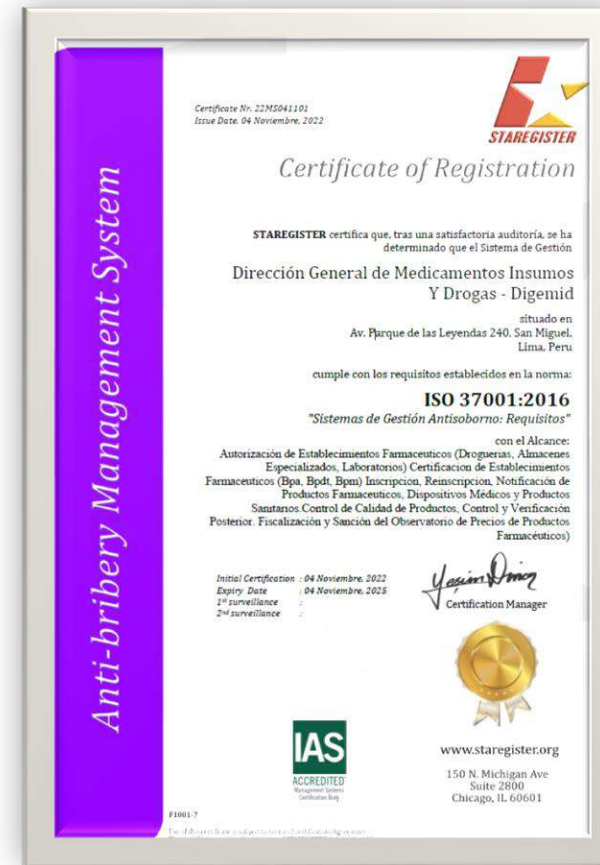 Anti-bribery Management System
Certificate Nr. 22MS041101
Issue Date. 04 Noviembre, 2022
STAREGISTER
Certificate of Registration
STAREGISTER certifica que, tras una satisfactoria auditoría, se ha
determinado que el Sistema de Gestión
Dirección General de Medicamentos Insumos
Y Drogas - Digemid
situado en
Av. Parque de las Leyendas 240, San Miguel,
Lima, Peru
cumple con los requisitos establecidos en la norma:
ISO 37001:2016
"Sistemas de Gestión Antisoborno: Requisitos"
con el Alcance:
Autorización de Establecimientos Farmaceuticos (Droguerias, Almacenes
Especializados, Laboratorios) Certificacion de Establecimientos
Farmaceuticos (Bpa, Bpdt, Bpm) Inscripcion, Reinscripcion, Notificación de
Productos Farmaceuticos, Dispositivos Médicos y Productos
Sanitarios.Control de Calidad de Productos, Control y Verificación
Posterior. Fiscalización y Sanción del Observatorio de Precios de Productos
Farmacéuticos)
Initial Certification : 04 Noviembre, 2022
Expiry Date : 04 Noviembre, 2025
1st surveillance :
2nd surveillance :
Certification Manager
IAS
ACCREDITED
Management Systems
Certification Body
www.staregister.org
150 N. Michigan Ave
Suite 2800
Chicago, IL 60601
F1001-7